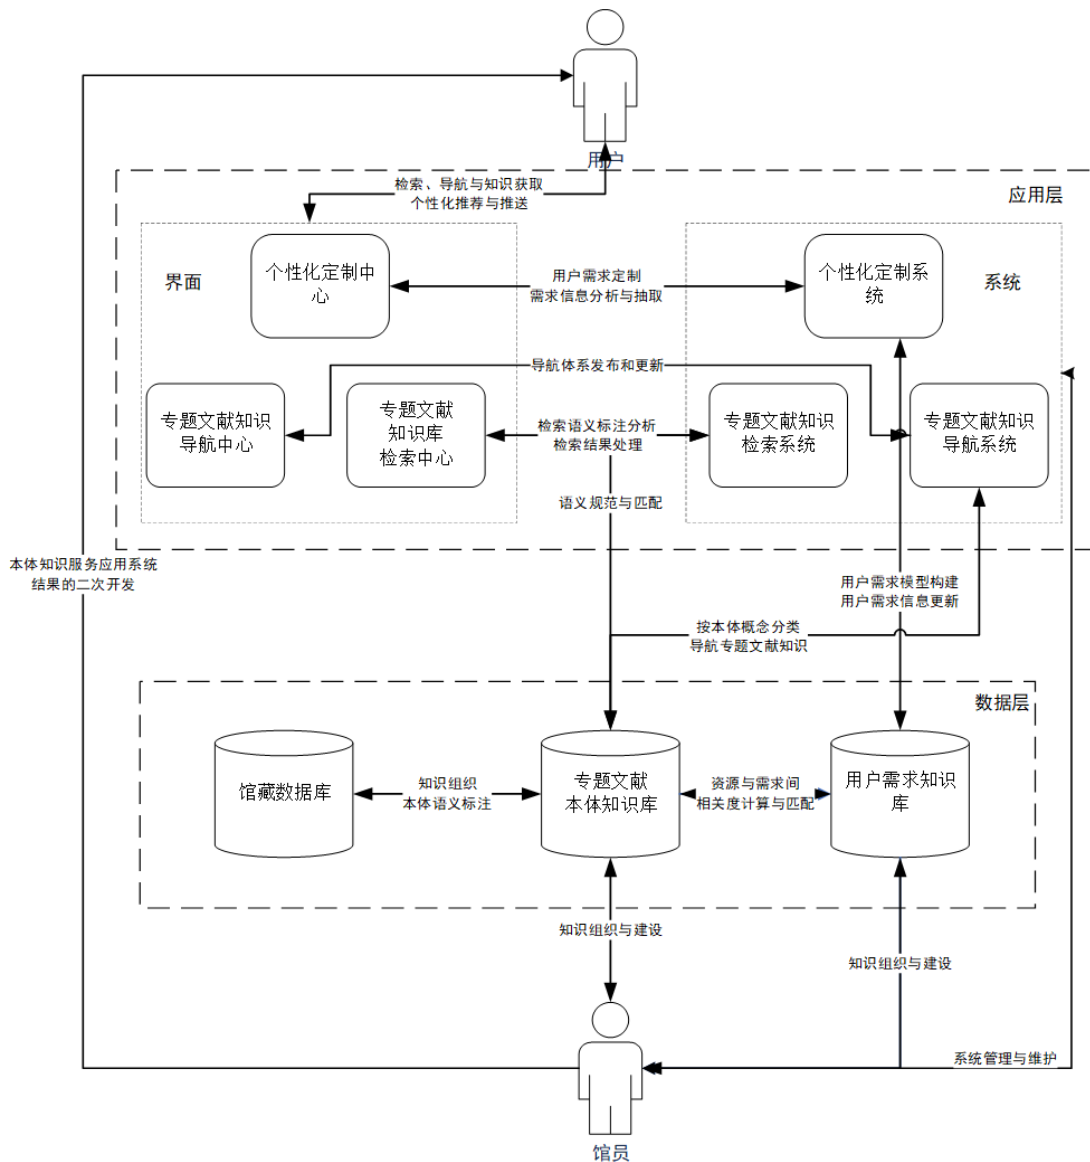 用户
检索、导航与知识获取
个性化推荐与推送
应用层
界面
个性化定制中
心
用户需求定制
需求信息分析与抽取
个性化定制系
统
系统
导航体系发布和更新
专题文献知识
导航中心
专题文献
知识库
检索中心
检索语义标注分析
检索结果处理
专题文献知识
检索系统
专题文献知识
导航系统
语义规范与匹配
本体知识服务应用系统
结果的二次开发
用户需求模型构建
用户需求信息更新
按本体概念分类
导航专题文献知识
数据层
馆藏数据库
知识组织
本体语义标注
专题文献
本体知识库
资源与需求间
相关度计算与匹配
用户需求知识
库
知识组织与建设
知识组织与建设
系统管理与维护
馆员